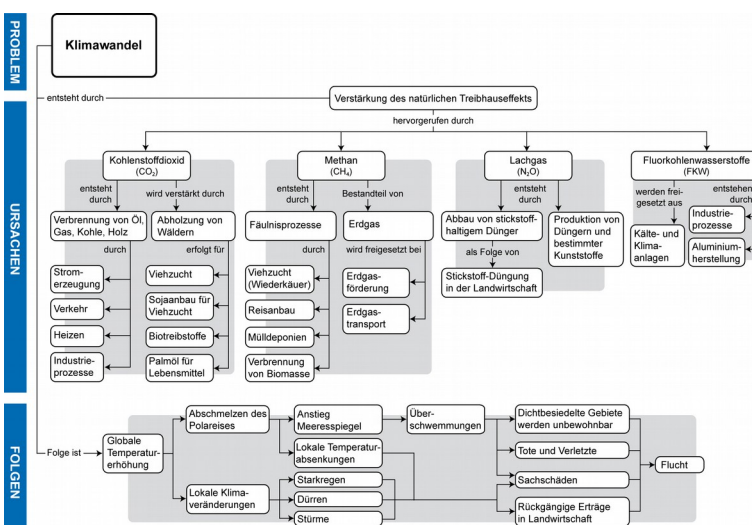 PROBLEM
Klimawandel
entsteht durch
Verstärkung des natürlichen Treibhauseffekts
hervorgerufen durch
URSACHEN
Kohlenstoffdioxid
(CO₂)
entsteht
durch
wird verstärkt durch
Verbrennung von Öl,
Gas, Kohle, Holz
Abholzung von
Wäldern
durch
erfolgt für
Strom-
erzeugung
Verkehr
Heizen
Industrie-
prozesse
Viehzucht
Sojaanbau für
Viehzucht
Biotreibstoffe
Palmöl für
Lebensmittel
Methan
(CH₄)
entsteht
durch
Bestandteil von
Fäulnisprozesse
Erdgas
durch
wird freigesetzt bei
Viehzucht
(Wiederkäuer)
Reisanbau
Mülldeponien
Verbrennung
von Biomasse
Erdgas-
förderung
Erdgas-
transport
Lachgas
(N₂O)
entsteht
durch
Abbau von stickstoff-
haltigem Dünger
Produktion von
Düngern und
bestimmter
Kunststoffe
als Folge von
Stickstoff-Düngung
in der Landwirtschaft
Fluorkohlenwasserstoffe
(FKW)
werden frei-
gesetzt aus
entstehen
durch
Kälte- und
Klima-
anlagen
Industrie-
prozesse
Aluminium-
herstellung
FOLGEN
Folge ist
Globale
Temperatur-
erhöhung
Abschmelzen des
Polareises
Anstieg
Meeresspiegel
Über-
schwemmungen
Dichtbesiedelte Gebiete
werden unbewohnbar
Lokale Temperatur-
absenkungen
Tote und Verletzte
Flucht
Lokale Klima-
veränderungen
Starkregen
Dürren
Stürme
Sachschäden
Rückgängige Erträge
in Landwirtschaft